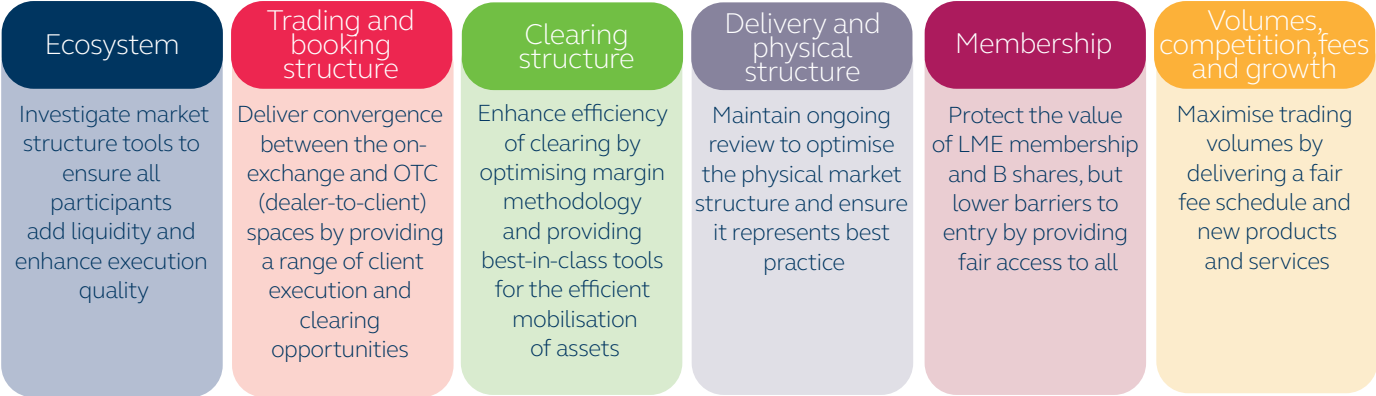 Ecosystem
Investigate market
structure tools to
ensure all
participants
add liquidity and
enhance execution
quality
Trading and
booking
structure
Deliver convergence
between the on-
exchange and OTC
(dealer-to-client)
spaces by providing
a range of client
execution and
clearing
opportunities
Clearing
structure
Enhance efficiency
of clearing by
optimising margin
methodology
and providing
best-in-class tools
for the efficient
mobilisation
of assets
Delivery and
physical
structure
Maintain ongoing
review to optimise
the physical market
structure and ensure
it represents best
practice
Membership
Protect the value
of LME membership
and B shares, but
lower barriers to
entry by providing
fair access to all
Volumes,
competition,fees
and growth
Maximise trading
volumes by
delivering a fair
fee schedule and
new products
and services